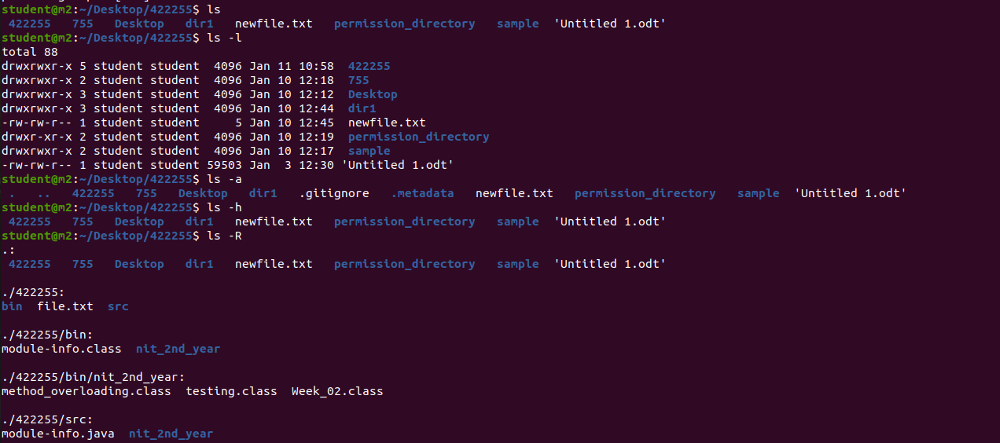 student@m2:~/Desktop/422255$ ls
422255 755 Desktop dir1 newfile.txt permission_directory sample 'Untitled 1.odt'
student@m2:~/Desktop/422255$ ls -l
total 88
drwxrwxr-x 5 student student 4096 Jan 11 10:58 422255
drwxrwxr-x 2 student student 4096 Jan 10 12:18 755
drwxrwxr-x 3 student student 4096 Jan 10 12:12 Desktop
drwxrwxr-x 3 student student 4096 Jan 10 12:44 dir1
-rw-rw-r-- 1 student student 5 Jan 10 12:45 newfile.txt
drwxr-xr-x 2 student student 4096 Jan 10 12:19 permission_directory
drwxrwxr-x 2 student student 4096 Jan 10 12:17 sample
-rw-rw-r-- 1 student student 59503 Jan 3 12:30 'Untitled 1.odt'
student@m2:~/Desktop/422255$ ls -a
. .. 422255 755 Desktop dir1 .gitignore .metadata newfile.txt permission_directory sample 'Untitled 1.odt'
student@m2:~/Desktop/422255$ ls -h
422255 755 Desktop dir1 newfile.txt permission_directory sample 'Untitled 1.odt'
student@m2:~/Desktop/422255$ ls -R
.:
422255 755 Desktop dir1 newfile.txt permission_directory sample 'Untitled 1.odt'
./422255:
bin file.txt src
./422255/bin:
module-info.class nit_2nd_year
./422255/bin/nit_2nd_year:
method_overloading.class testing.class Week_02.class
./422255/src:
module-info.java nit_2nd_year